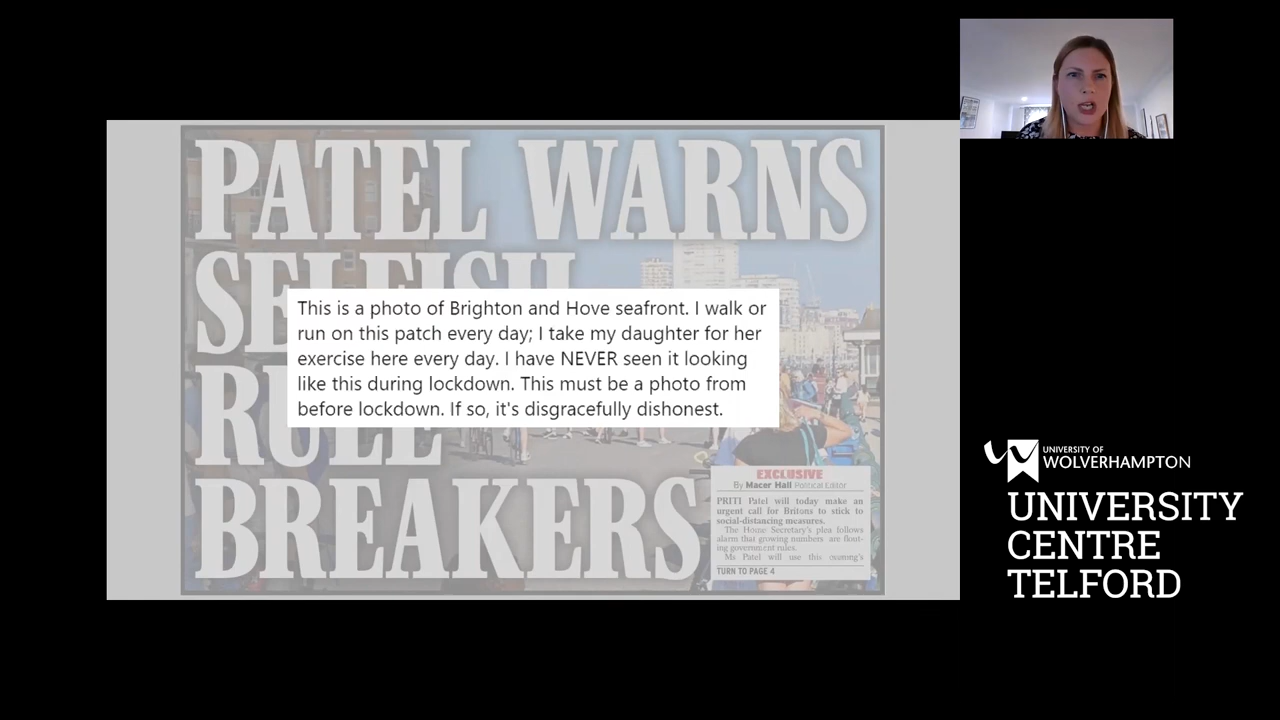 PATEL WARNS
SELFISH
RULE
BREAKERS
This is a photo of Brighton and Hove seafront. I walk or
run on this patch every day; I take my daughter for her
exercise here every day. I have NEVER seen it looking
like this during lockdown. This must be a photo from
before lockdown. If so, it's disgracefully dishonest.
EXCLUSIVE
By Macer Hall Political Editor
PRITI Patel will today make an
urgent call for Britons to stick to
social-distancing measures.
The Home Secretary's plea follows
alarm that growing numbers are flout-
ing government rules.
Ms Patel will use this evening's
TURN TO PAGE 4
UNIVERSITY OF
WOLVERHAMPTON
UNIVERSITY
CENTRE
TELFORD